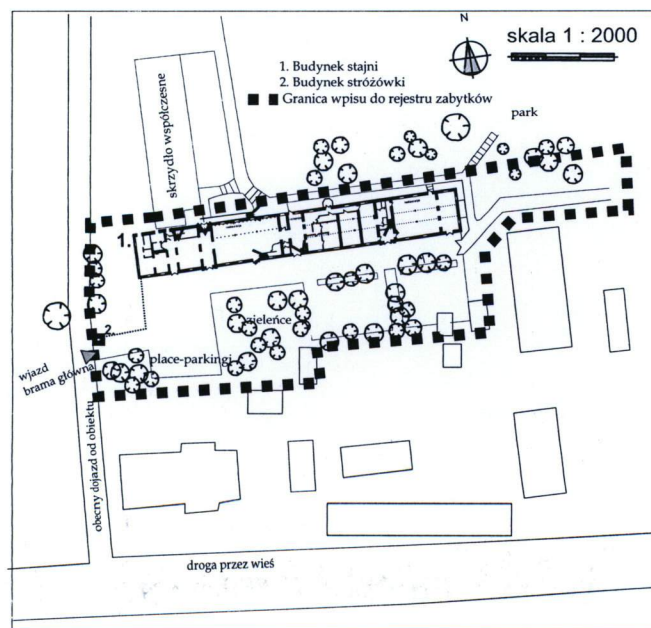 N
skala 1 : 2000
1. Budynek stajni
2. Budynek stróżówki
Granica wpisu do rejestru zabytków
park
skrzydło współczesne
1.
2.
zieleńce
place-parkingi
wjazd
brama główna
obecny dojazd od obiektu
droga przez wieś